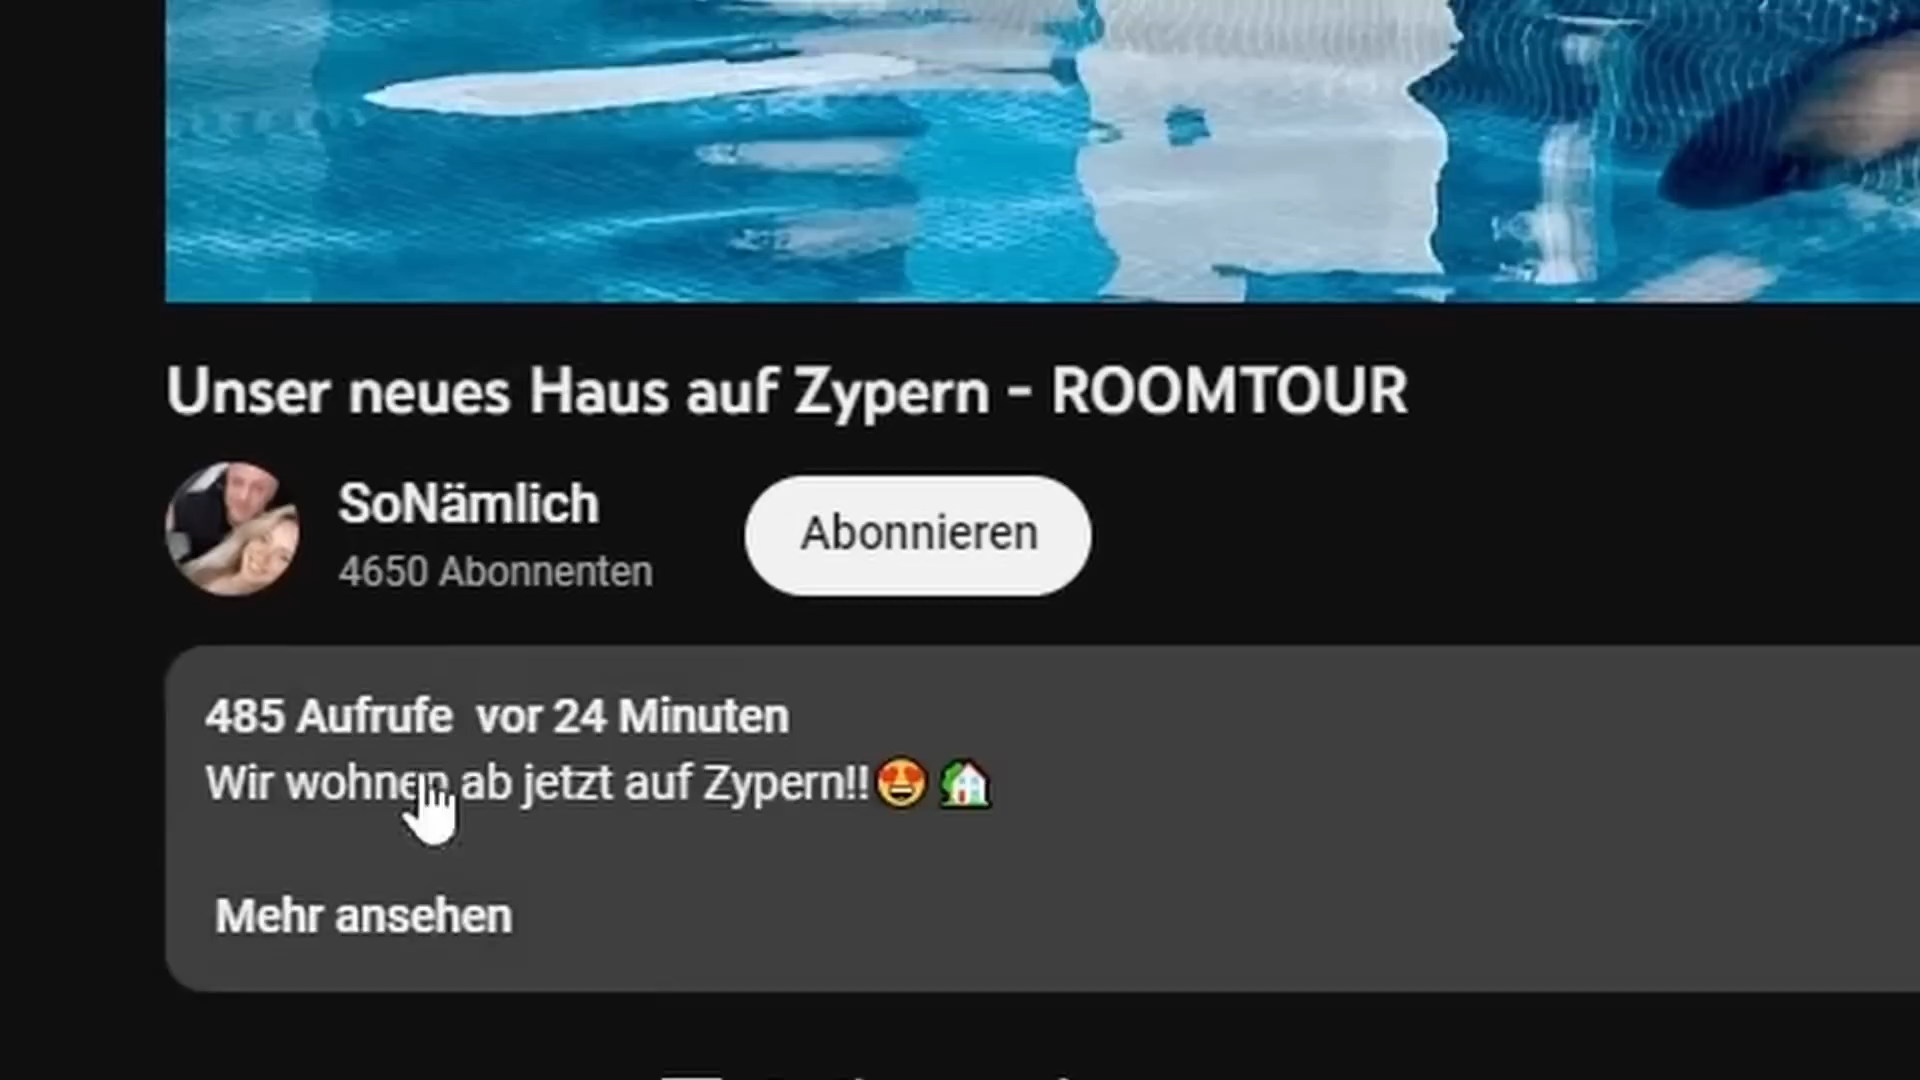 Unser neues Haus auf Zypern - ROOMTOUR
SoNämlich
4650 Abonnenten
Abonnieren
485 Aufrufe vor 24 Minuten
Wir wohnen ab jetzt auf Zypern!!😍🏡
Mehr ansehen